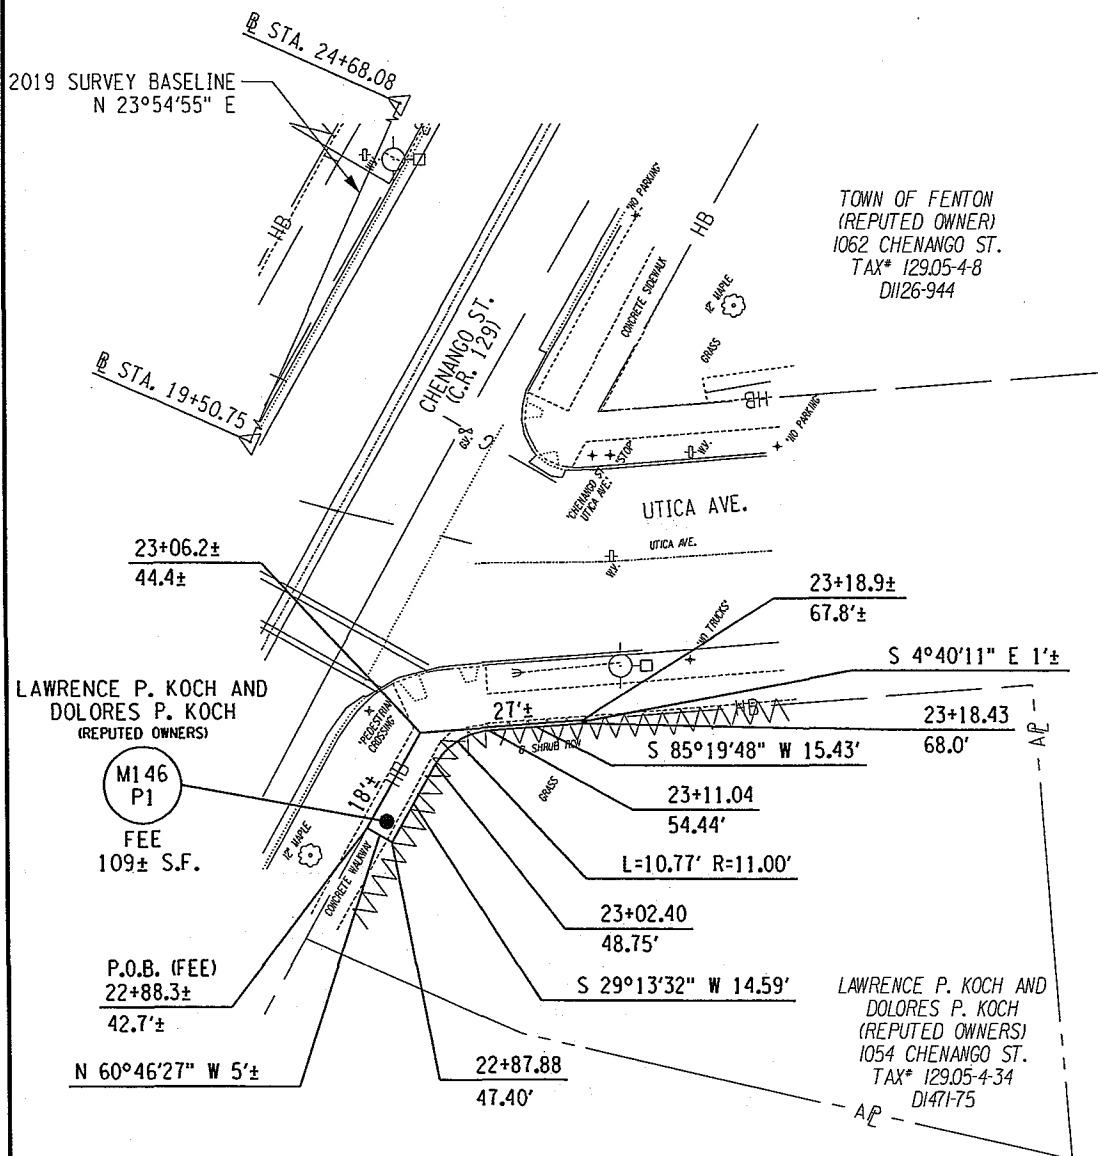 ℄ STA. 24+68.08
2019 SURVEY BASELINE
N 23°54'55" E
W.V.
HB
℄ STA. 19+50.75
CHENANGO ST.
(C.R. 129)
G.V.
"NO PARKING"
HB
CONCRETE SIDEWALK
12" MAPLE
GRASS
TOWN OF FENTON
(REPUTED OWNER)
1062 CHENANGO ST.
TAX# 129.05-4-8
D1126-944
HB
"NO PARKING"
"STOP"
"CHENANGO ST.
UTICA AVE."
W.V.
UTICA AVE.
UTICA AVE.
W.V.
23+06.2±
44.4±
23+18.9±
67.8'±
"NO TRUCKS"
S 4°40'11" E 1'±
LAWRENCE P. KOCH AND
DOLORES P. KOCH
(REPUTED OWNERS)
"PEDESTRIAN
CROSSING"
27'±
HB
23+18.43
68.0'
S 85°19'48" W 15.43'
6' SHRUB ROW
GRASS
M146
P1
FEE
109± S.F.
18'±
HB
12" MAPLE
CONCRETE WALKWAY
23+11.04
54.44'
L=10.77' R=11.00'
23+02.40
48.75'
S 29°13'32" W 14.59'
P.O.B. (FEE)
22+88.3±
42.7'±
N 60°46'27" W 5'±
22+87.88
47.40'
LAWRENCE P. KOCH AND
DOLORES P. KOCH
(REPUTED OWNERS)
1054 CHENANGO ST.
TAX# 129.05-4-34
D1471-75
A℄
A℄